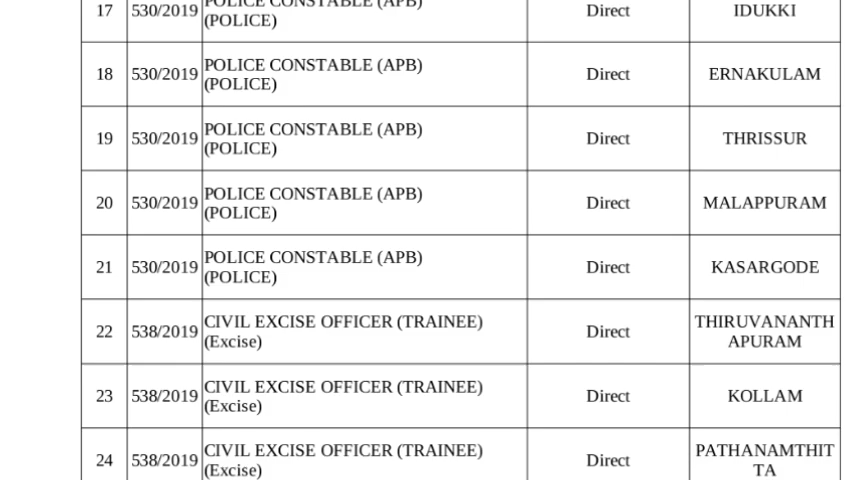 17 530/2019 POLICE CONSTABLE (APB) Direct IDUKKI
(POLICE)
18 530/2019 POLICE CONSTABLE (APB) Direct ERNAKULAM
(POLICE)
19 530/2019 POLICE CONSTABLE (APB) Direct THRISSUR
(POLICE)
20 530/2019 POLICE CONSTABLE (APB) Direct MALAPPURAM
(POLICE)
21 530/2019 POLICE CONSTABLE (APB) Direct KASARGODE
(POLICE)
22 538/2019 CIVIL EXCISE OFFICER (TRAINEE) Direct THIRUVANANTH
(Excise) APURAM
23 538/2019 CIVIL EXCISE OFFICER (TRAINEE) Direct KOLLAM
(Excise)
24 538/2019 CIVIL EXCISE OFFICER (TRAINEE) Direct PATHANAMTHIT
(Excise) TA